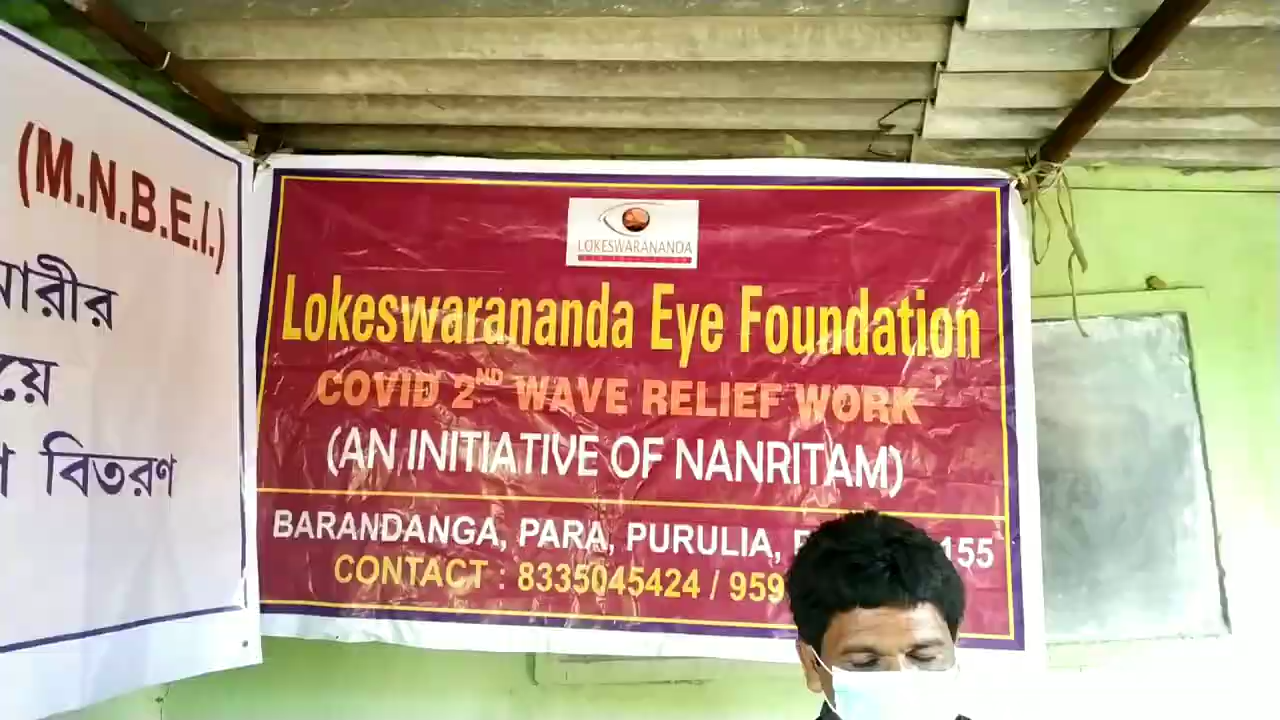 (M.N.B.E.I.)
বিতরণ
LOKESWARANANDA
Lokeswarananda Eye Foundation
COVID 2ND WAVE RELIEF WORK
(AN INITIATIVE OF NANRITAM)
BARANDANGA, PARA, PURULIA, 155
CONTACT : 8335045424 / 959